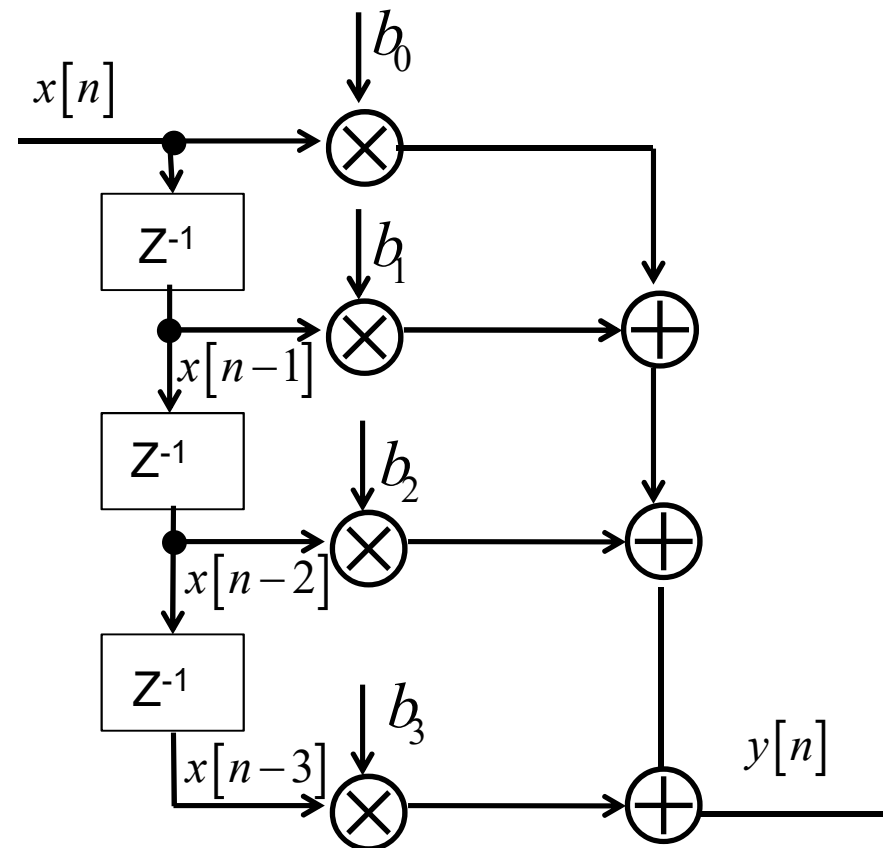 b₀
x[n]
Z⁻¹
b₁
x[n−1]
Z⁻¹
b₂
x[n−2]
Z⁻¹
b₃
x[n−3]
y[n]